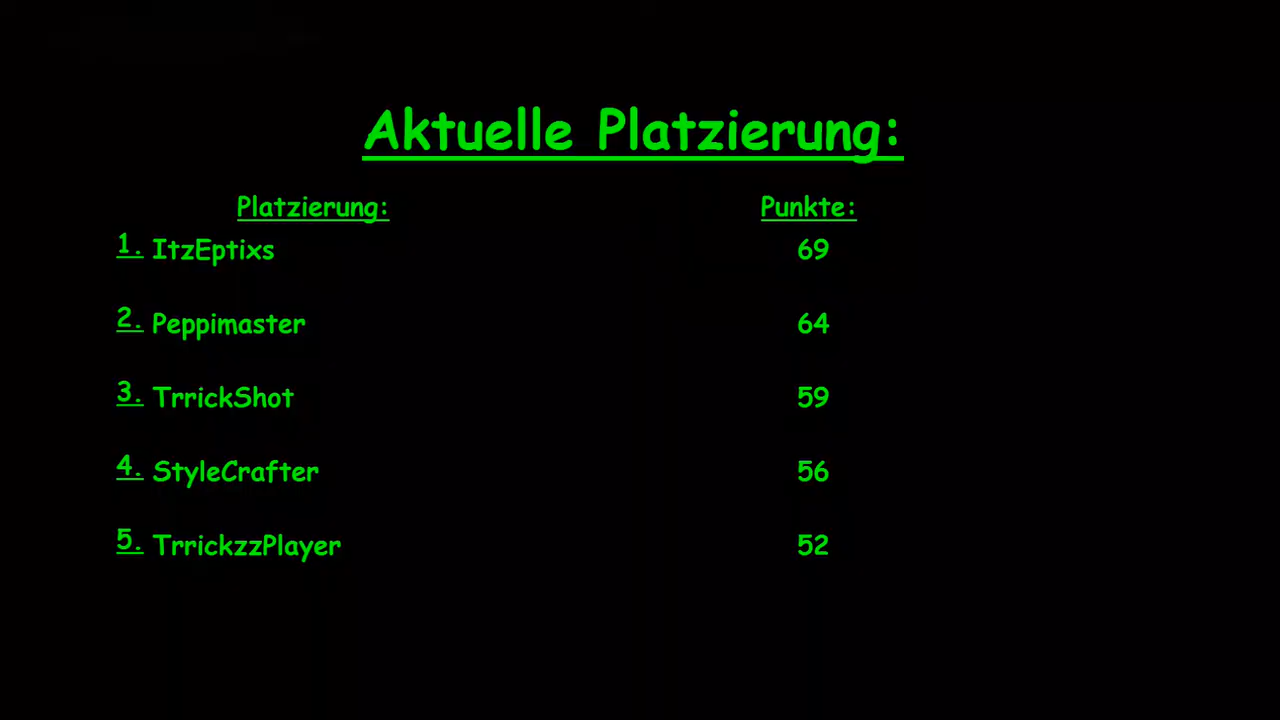 Aktuelle Platzierung:
Platzierung: Punkte:
1. ItzEptixs 69
2. Peppimaster 64
3. TrrickShot 59
4. StyleCrafter 56
5. TrrickzzPlayer 52